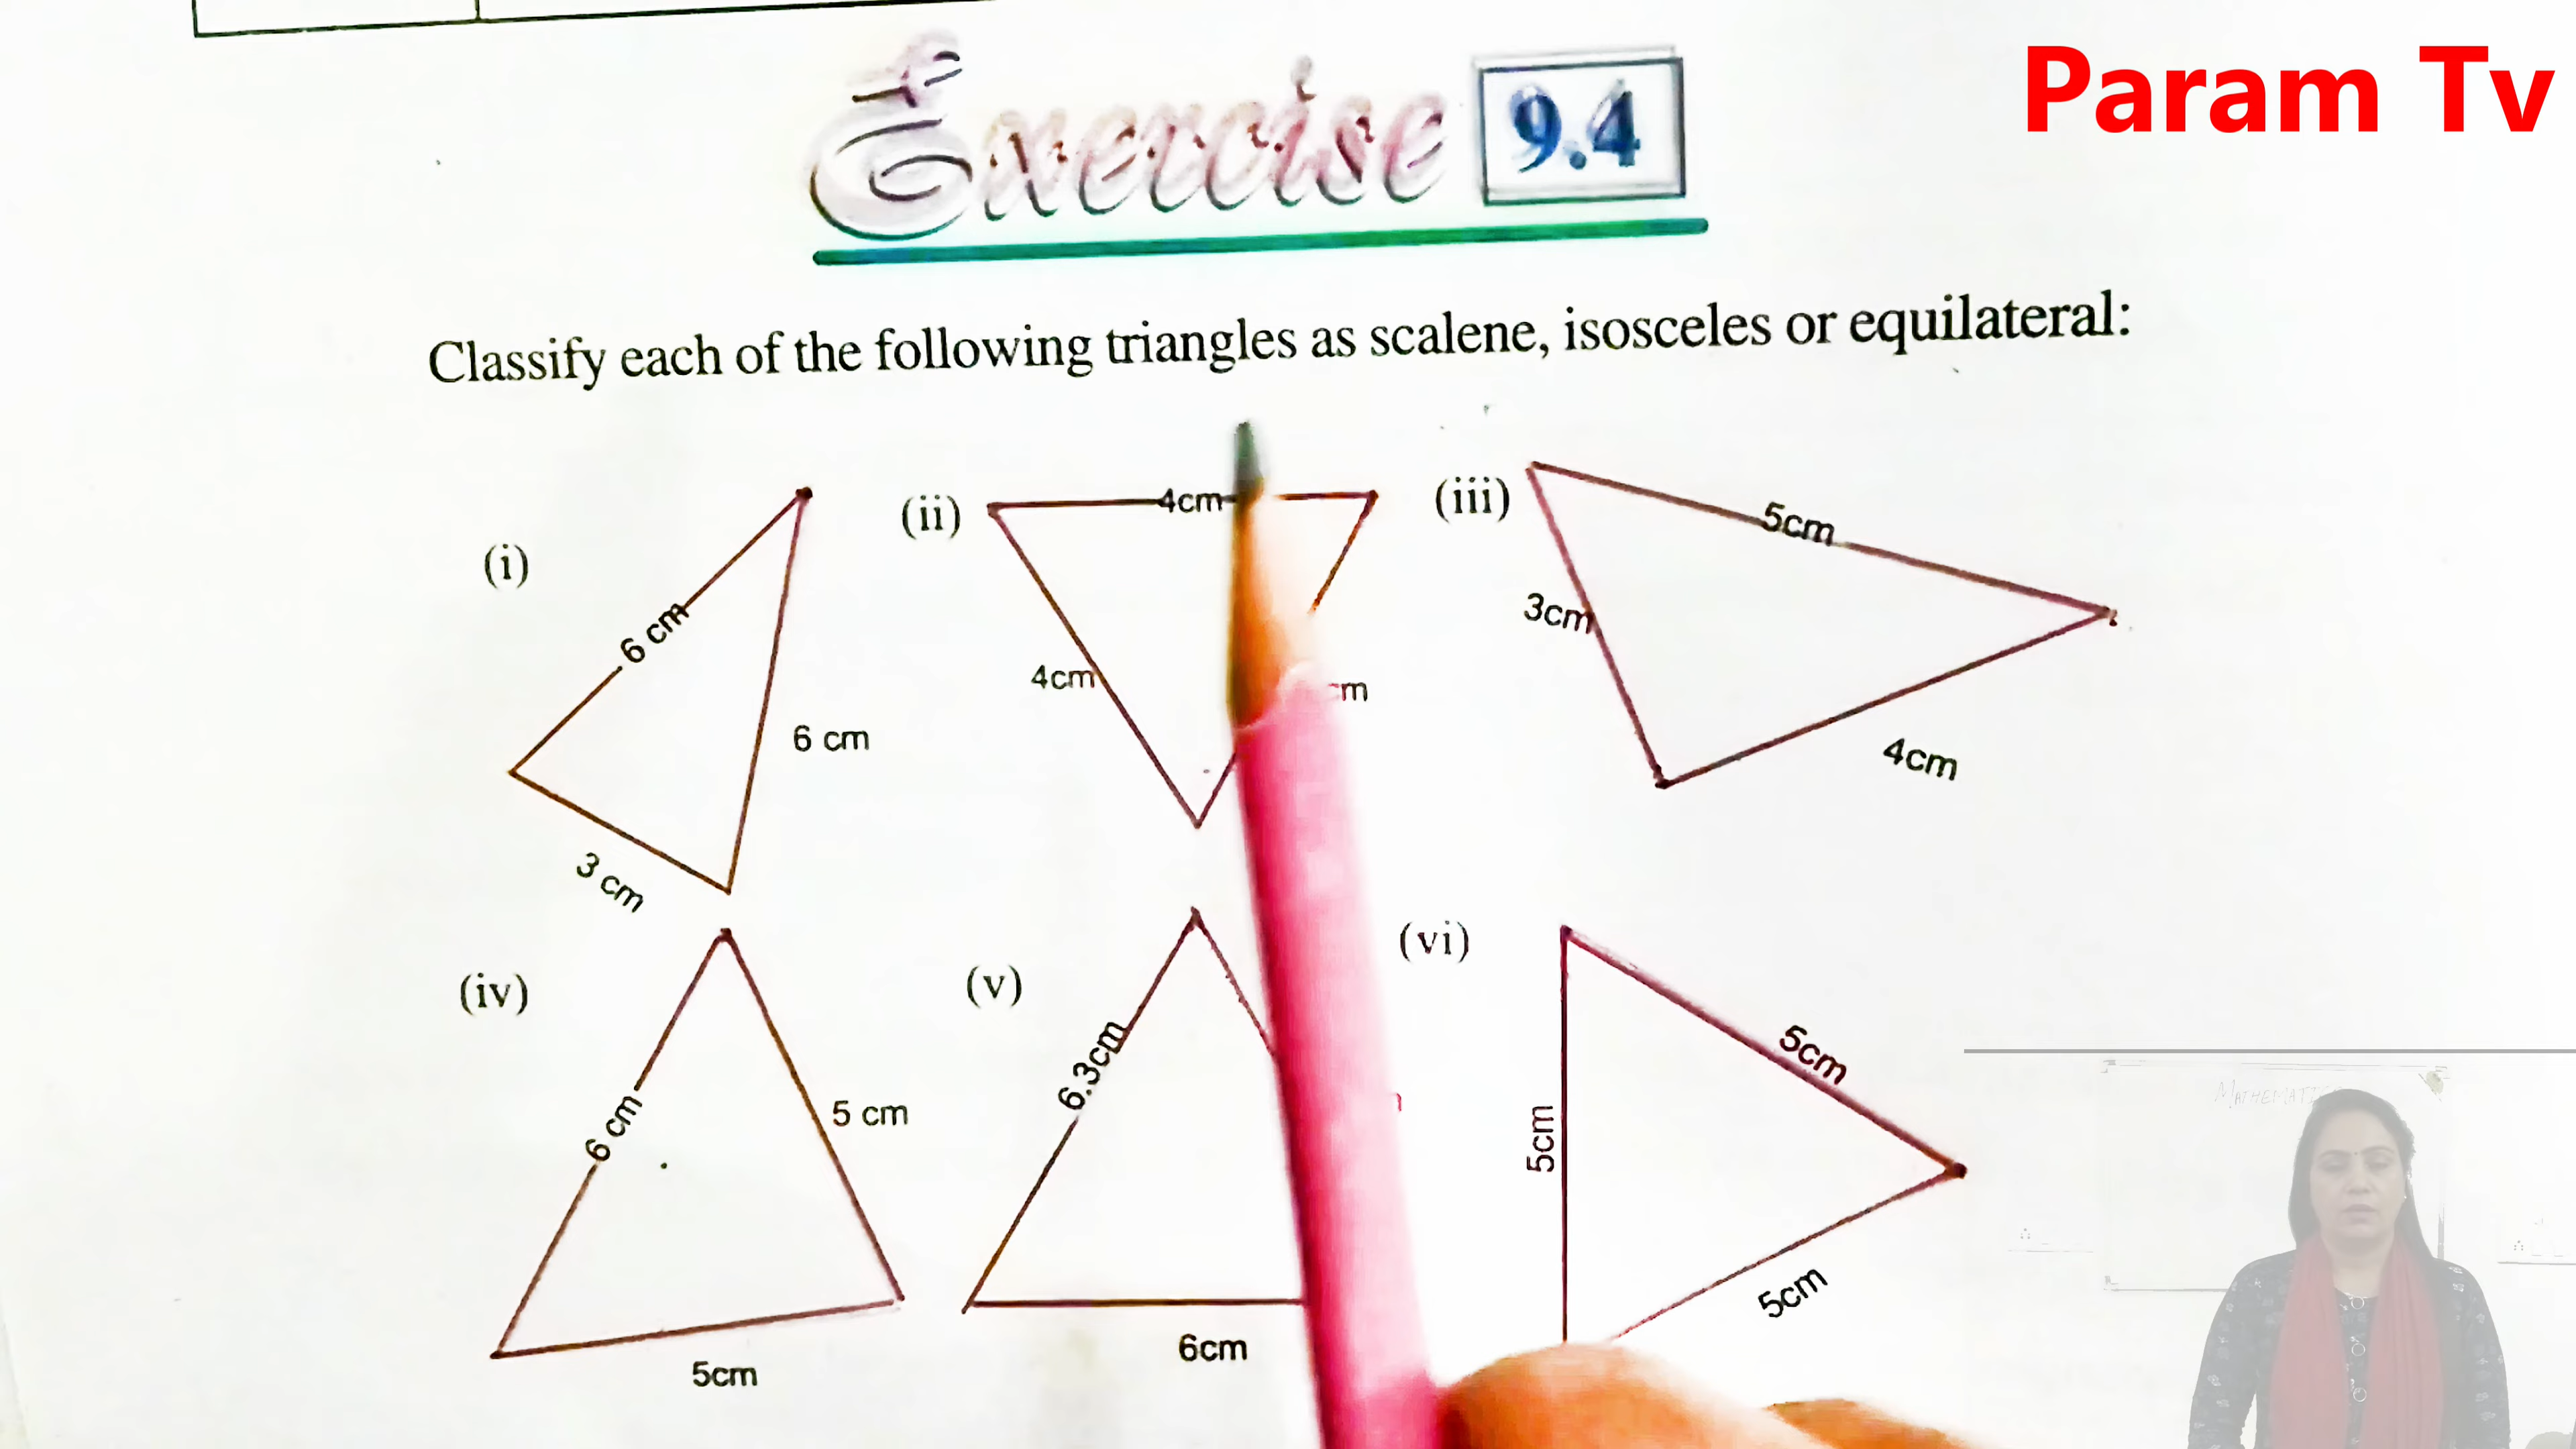 Param Tv
Exercise 9.4
Classify each of the following triangles as scalene, isosceles or equilateral:
(i)
6 cm
6 cm
3 cm
(ii)
4cm
4cm
(iii)
5cm
3cm
4cm
(iv)
6 cm
5 cm
5cm
(v)
6.3cm
6cm
(vi)
5cm
5cm
5cm